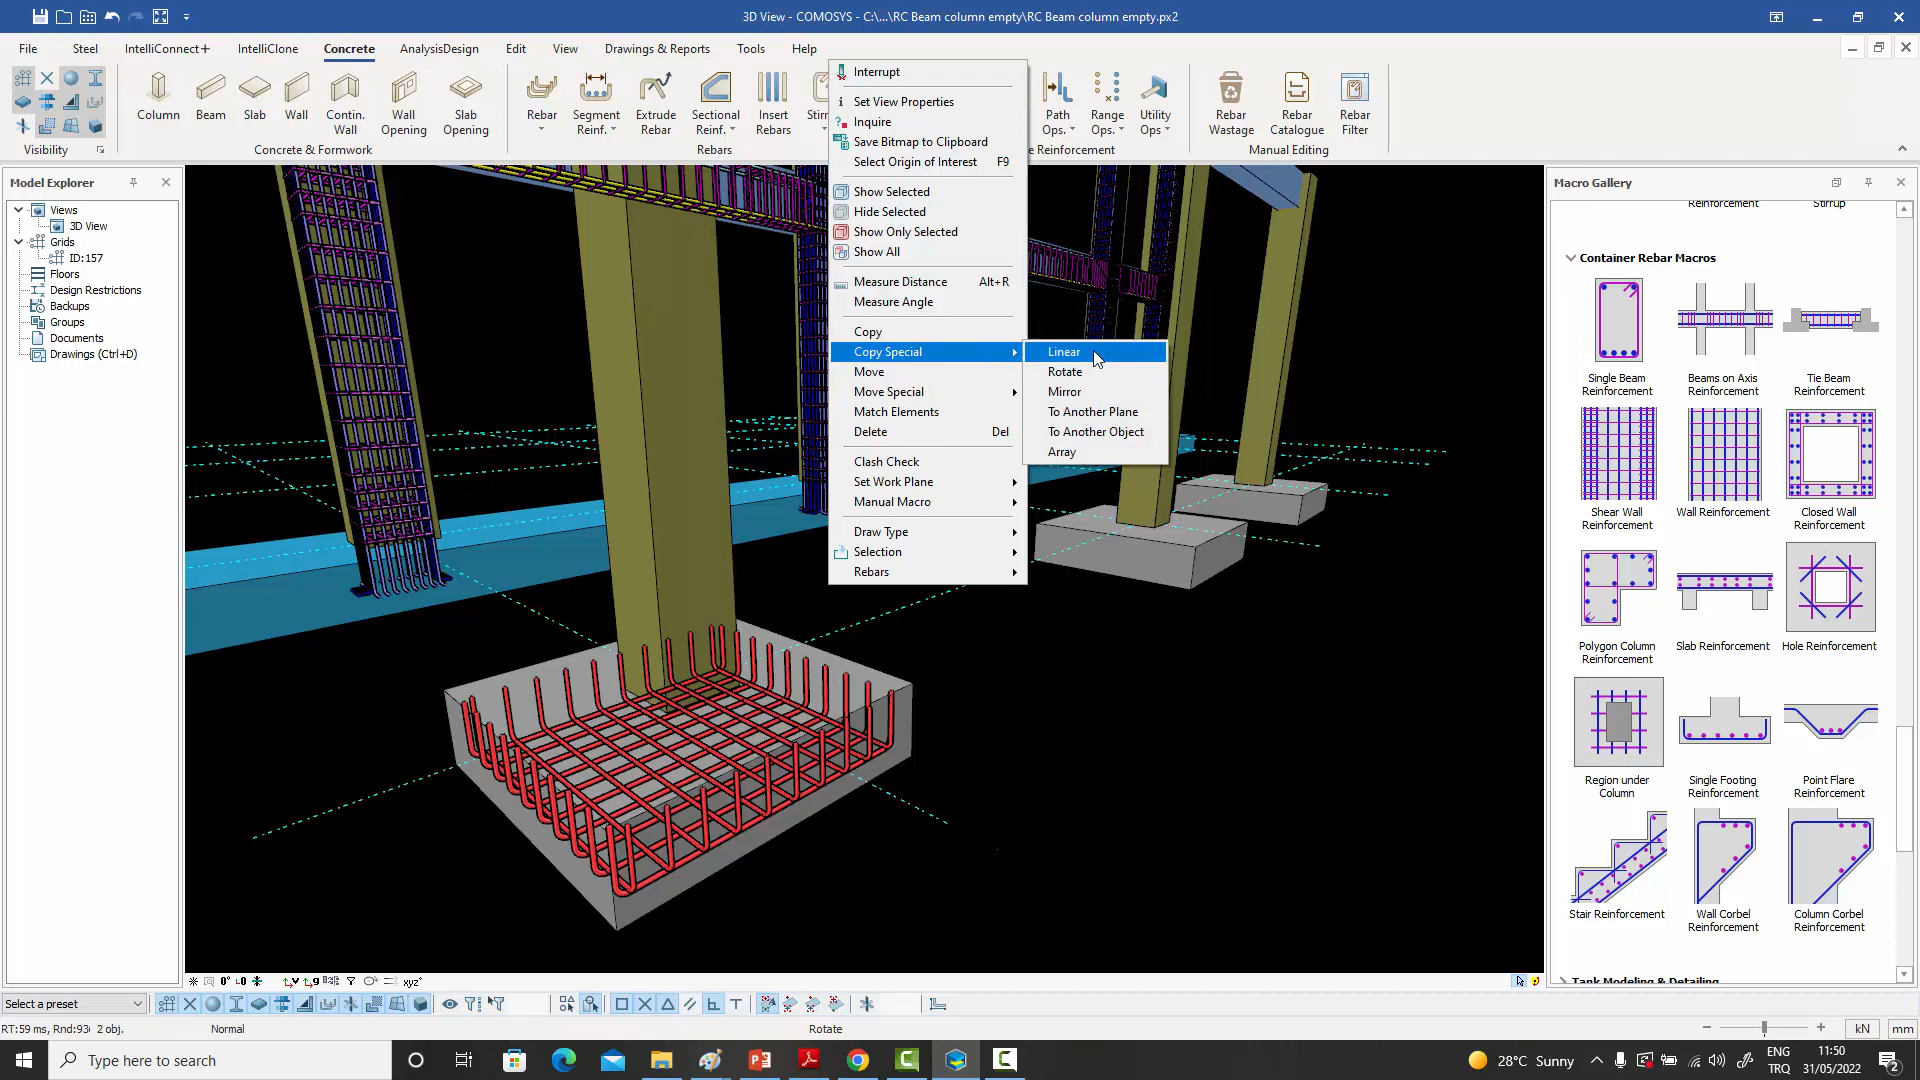 3D View - COMOSYS - C:\...\RC Beam column empty\RC Beam column empty.px2
File
Steel
IntelliConnect+
IntelliClone
Concrete
AnalysisDesign
Edit
View
Drawings & Reports
Tools
Help
Column
Beam
Slab
Wall
Contin.
Wall
Wall
Opening
Slab
Opening
Rebar
Segment
Reinf.
Extrude
Rebar
Sectional
Reinf.
Insert
Rebars
Path
Ops.
Range
Ops.
Utility
Ops
Rebar
Wastage
Rebar
Catalogue
Rebar
Filter
Visibility
Concrete & Formwork
Rebars
Manual Editing
Interrupt
Set View Properties
Inquire
Save Bitmap to Clipboard
Select Origin of Interest F9
Show Selected
Hide Selected
Show Only Selected
Show All
Measure Distance Alt+R
Measure Angle
Copy
Copy Special
Move
Move Special
Match Elements
Delete Del
Clash Check
Set Work Plane
Manual Macro
Draw Type
Selection
Rebars
Linear
Rotate
Mirror
To Another Plane
To Another Object
Array
Model Explorer
Views
3D View
Grids
ID:157
Floors
Design Restrictions
Backups
Groups
Documents
Drawings (Ctrl+D)
Macro Gallery
Reinforcement
Stirrup
Container Rebar Macros
Single Beam
Reinforcement
Beams on Axis
Reinforcement
Tie Beam
Reinforcement
Shear Wall
Reinforcement
Wall Reinforcement
Closed Wall
Reinforcement
Polygon Column
Reinforcement
Slab Reinforcement
Hole Reinforcement
Region under
Column
Single Footing
Reinforcement
Point Flare
Reinforcement
Stair Reinforcement
Wall Corbel
Reinforcement
Column Corbel
Reinforcement
Tank Modeling & Detailing
Select a preset
2 obj.
Normal
Rotate
kN
mm
Type here to search
28°C Sunny
ENG
TRQ
11:50
31/05/2022
2